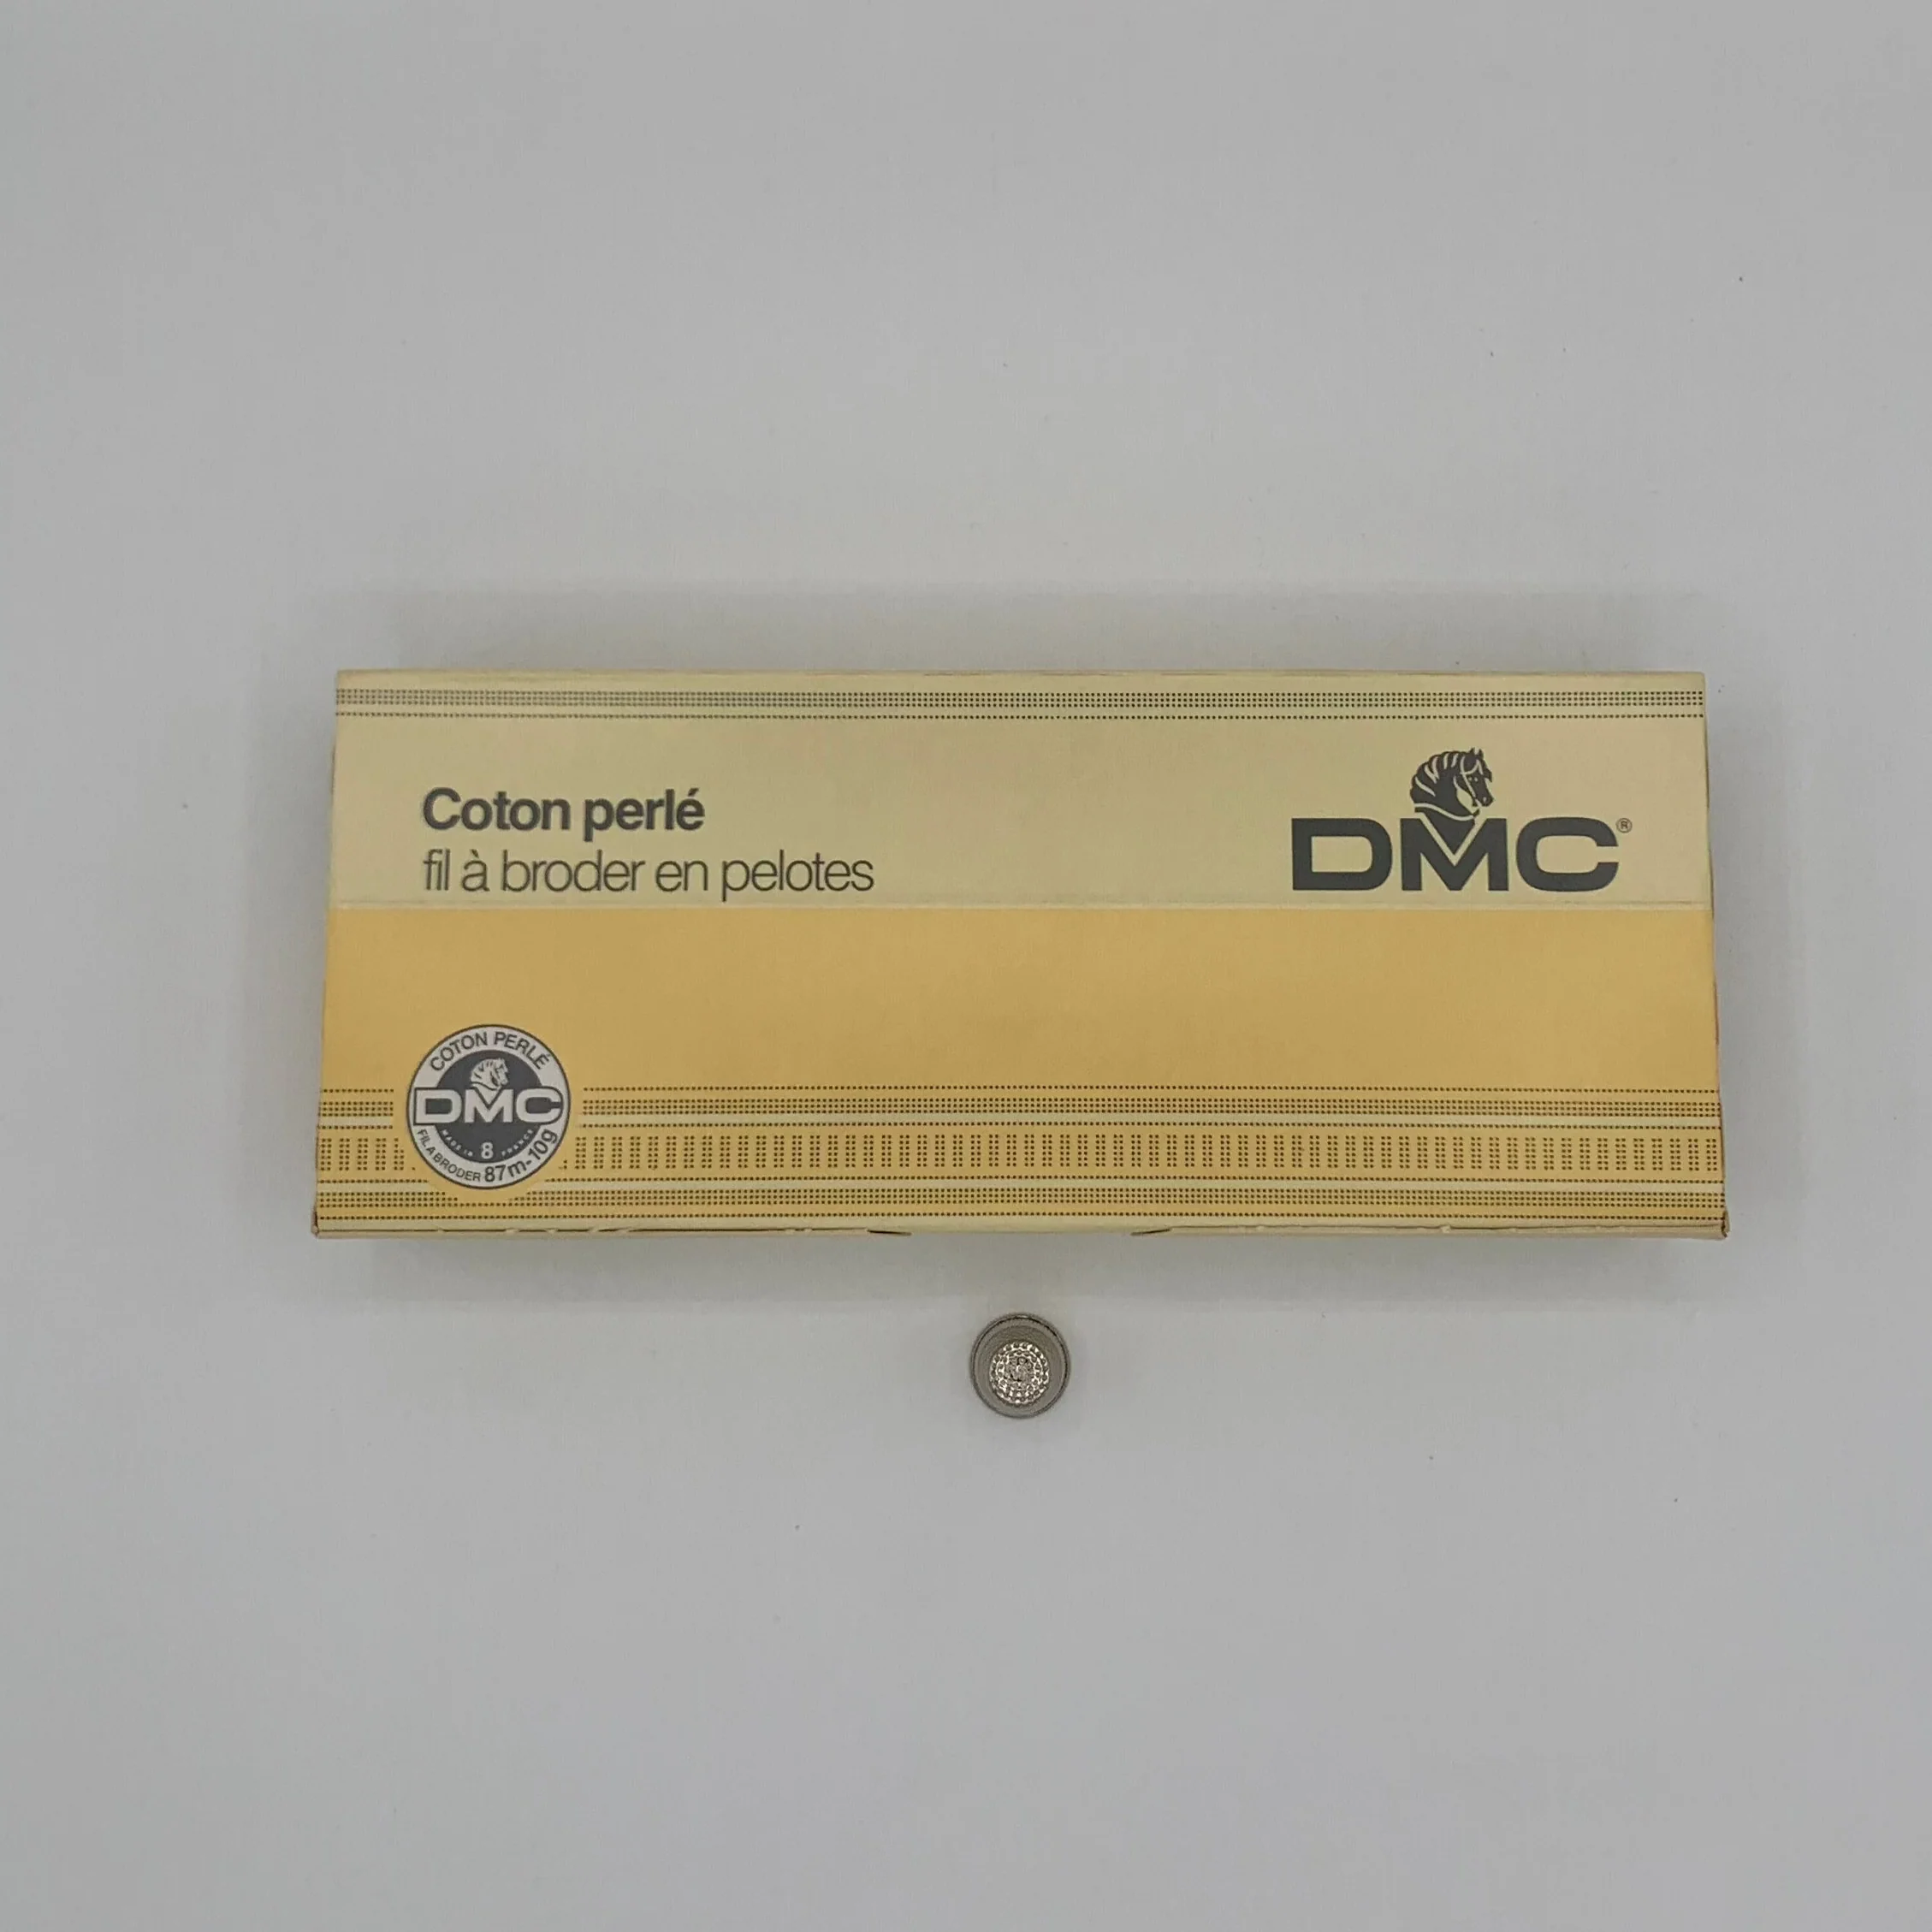 Coton perlé
fil à broder en pelotes
DMC®
COTON PERLÉ
DMC
MADE IN 8 FRANCE
FIL À BRODER 87m-10g